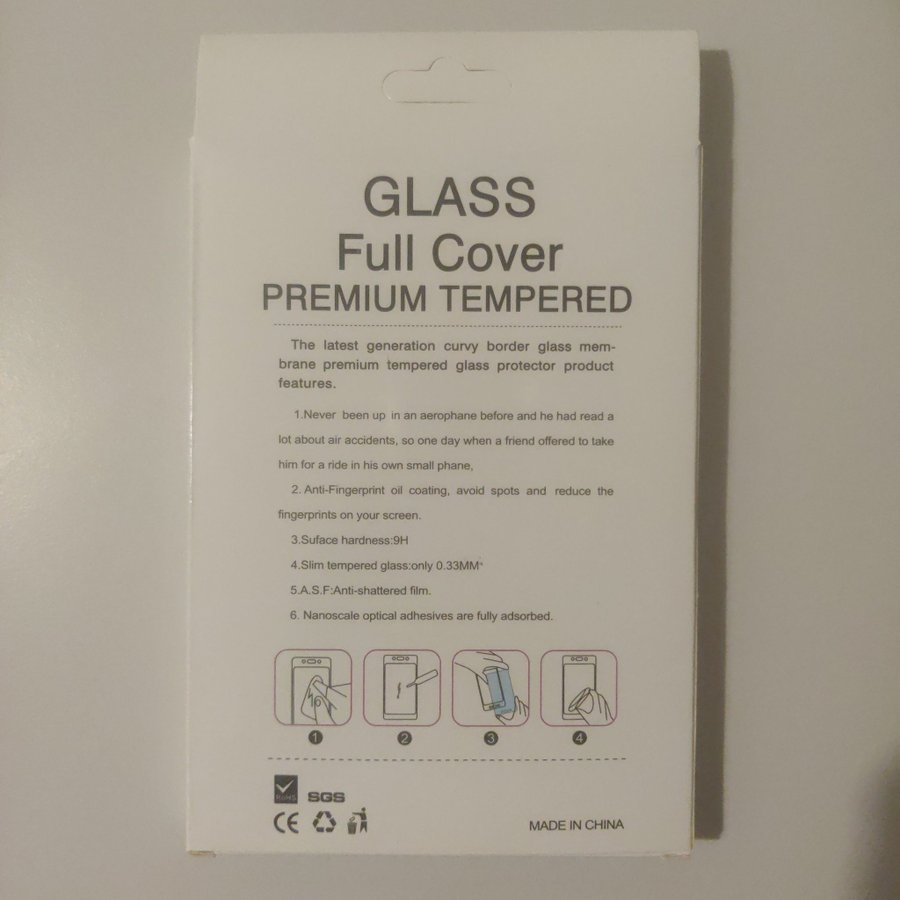 GLASS
Full Cover
PREMIUM TEMPERED
The latest generation curvy border glass mem-
brane premium tempered glass protector product
features.
1.Never been up in an aerophane before and he had read a
lot about air accidents, so one day when a friend offered to take
him for a ride in his own small phane,
2. Anti-Fingerprint oil coating, avoid spots and reduce the
fingerprints on your screen.
3.Suface hardness:9H
4.Slim tempered glass:only 0.33MM
5.A.S.F:Anti-shattered film.
6. Nanoscale optical adhesives are fully adsorbed.
1 2 3 4
RoHS SGS
CE
MADE IN CHINA